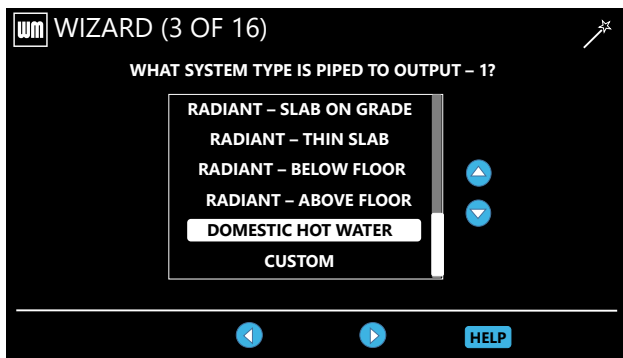 wm WIZARD (3 OF 16)
WHAT SYSTEM TYPE IS PIPED TO OUTPUT – 1?
RADIANT – SLAB ON GRADE
RADIANT – THIN SLAB
RADIANT – BELOW FLOOR
RADIANT – ABOVE FLOOR
DOMESTIC HOT WATER
CUSTOM
HELP